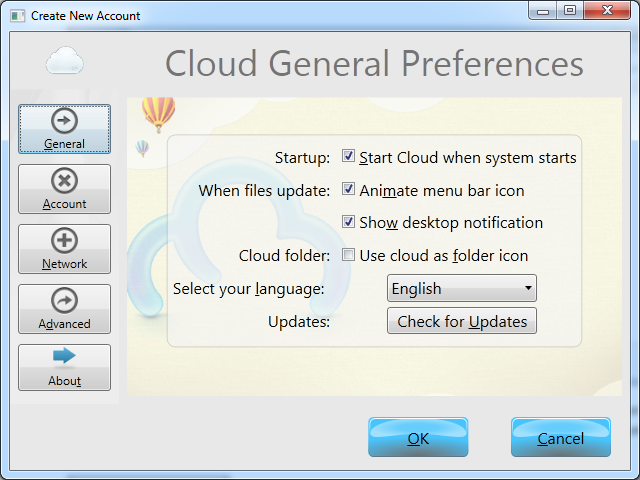 Create New Account
Cloud General Preferences
General
Account
Network
Advanced
About
Startup: Start Cloud when system starts
When files update: Animate menu bar icon
Show desktop notification
Cloud folder: Use cloud as folder icon
Select your language: English
Updates: Check for Updates
OK Cancel